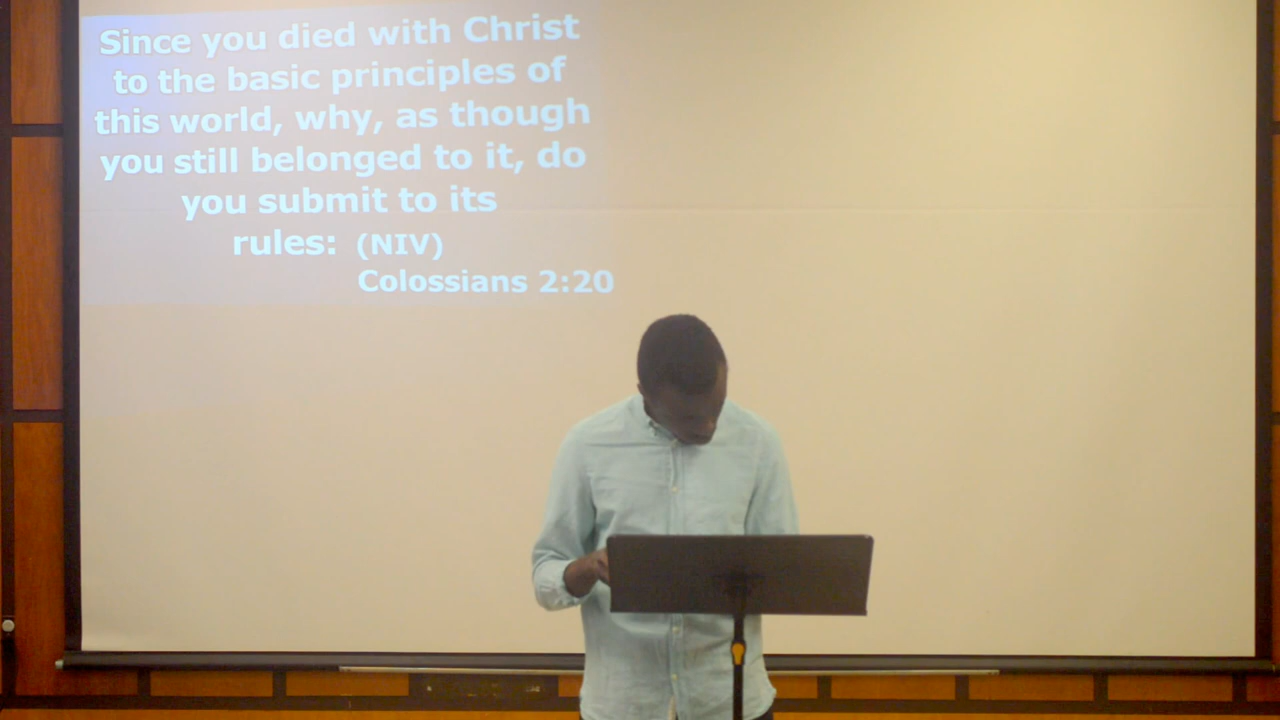 Since you died with Christ
to the basic principles of
this world, why, as though
you still belonged to it, do
you submit to its
rules: (NIV)
Colossians 2:20